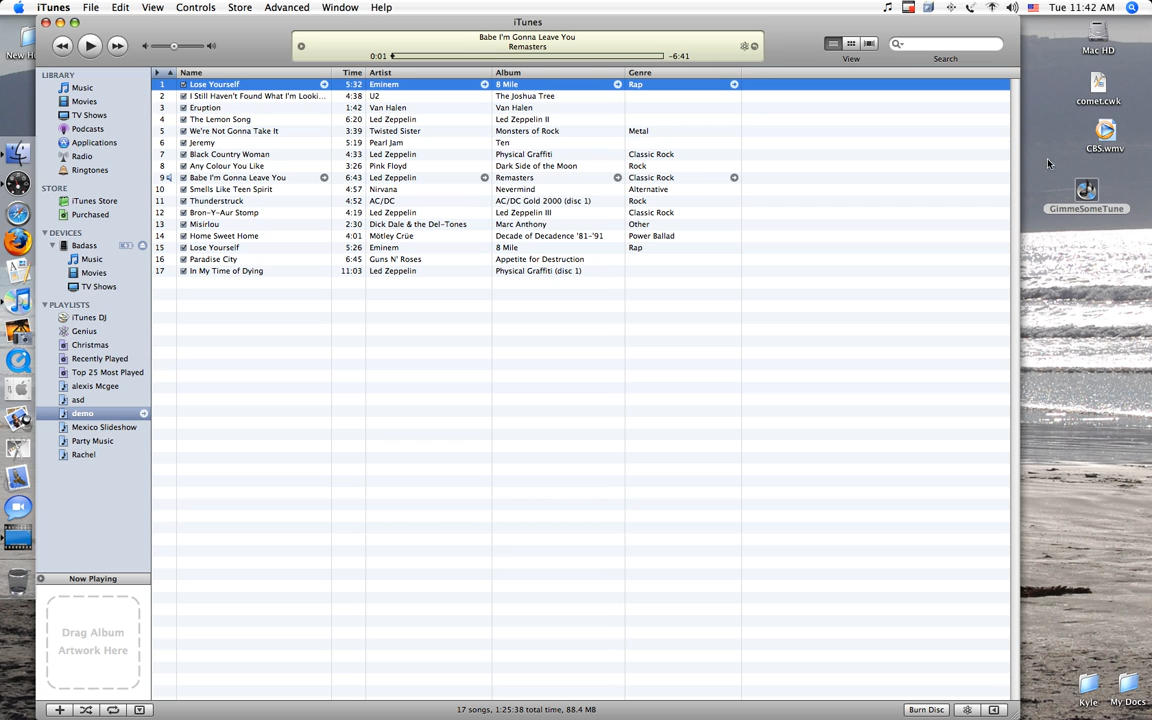 iTunes File Edit View Controls Store Advanced Window Help Tue 11:42 AM
iTunes
Babe I'm Gonna Leave You
Remasters
0:01 -6:41
View Search
Mac HD
comet.cwk
CBS.wmv
GimmeSomeTune
New H
LIBRARY
Music
Movies
TV Shows
Podcasts
Applications
Radio
Ringtones
STORE
iTunes Store
Purchased
DEVICES
Badass
Music
Movies
TV Shows
PLAYLISTS
iTunes DJ
Genius
Christmas
Recently Played
Top 25 Most Played
alexis Mcgee
asd
demo
Mexico Slideshow
Party Music
Rachel
Now Playing
Drag Album
Artwork Here
Name Time Artist Album Genre
1 Lose Yourself 5:32 Eminem 8 Mile Rap
2 I Still Haven't Found What I'm Looki... 4:38 U2 The Joshua Tree
3 Eruption 1:42 Van Halen Van Halen
4 The Lemon Song 6:20 Led Zeppelin Led Zeppelin II
5 We're Not Gonna Take It 3:39 Twisted Sister Monsters of Rock Metal
6 Jeremy 5:19 Pearl Jam Ten
7 Black Country Woman 4:33 Led Zeppelin Physical Graffiti Classic Rock
8 Any Colour You Like 3:26 Pink Floyd Dark Side of the Moon Rock
9 Babe I'm Gonna Leave You 6:43 Led Zeppelin Remasters Classic Rock
10 Smells Like Teen Spirit 4:57 Nirvana Nevermind Alternative
11 Thunderstruck 4:52 AC/DC AC/DC Gold 2000 (disc 1) Rock
12 Bron-Y-Aur Stomp 4:19 Led Zeppelin Led Zeppelin III Classic Rock
13 Misirlou 2:30 Dick Dale & the Del-Tones Marc Anthony Other
14 Home Sweet Home 4:01 Mötley Crüe Decade of Decadence '81-'91 Power Ballad
15 Lose Yourself 5:26 Eminem 8 Mile Rap
16 Paradise City 6:45 Guns N' Roses Appetite for Destruction
17 In My Time of Dying 11:03 Led Zeppelin Physical Graffiti (disc 1)
17 songs, 1:25:38 total time, 88.4 MB
Burn Disc
Kyle My Docs